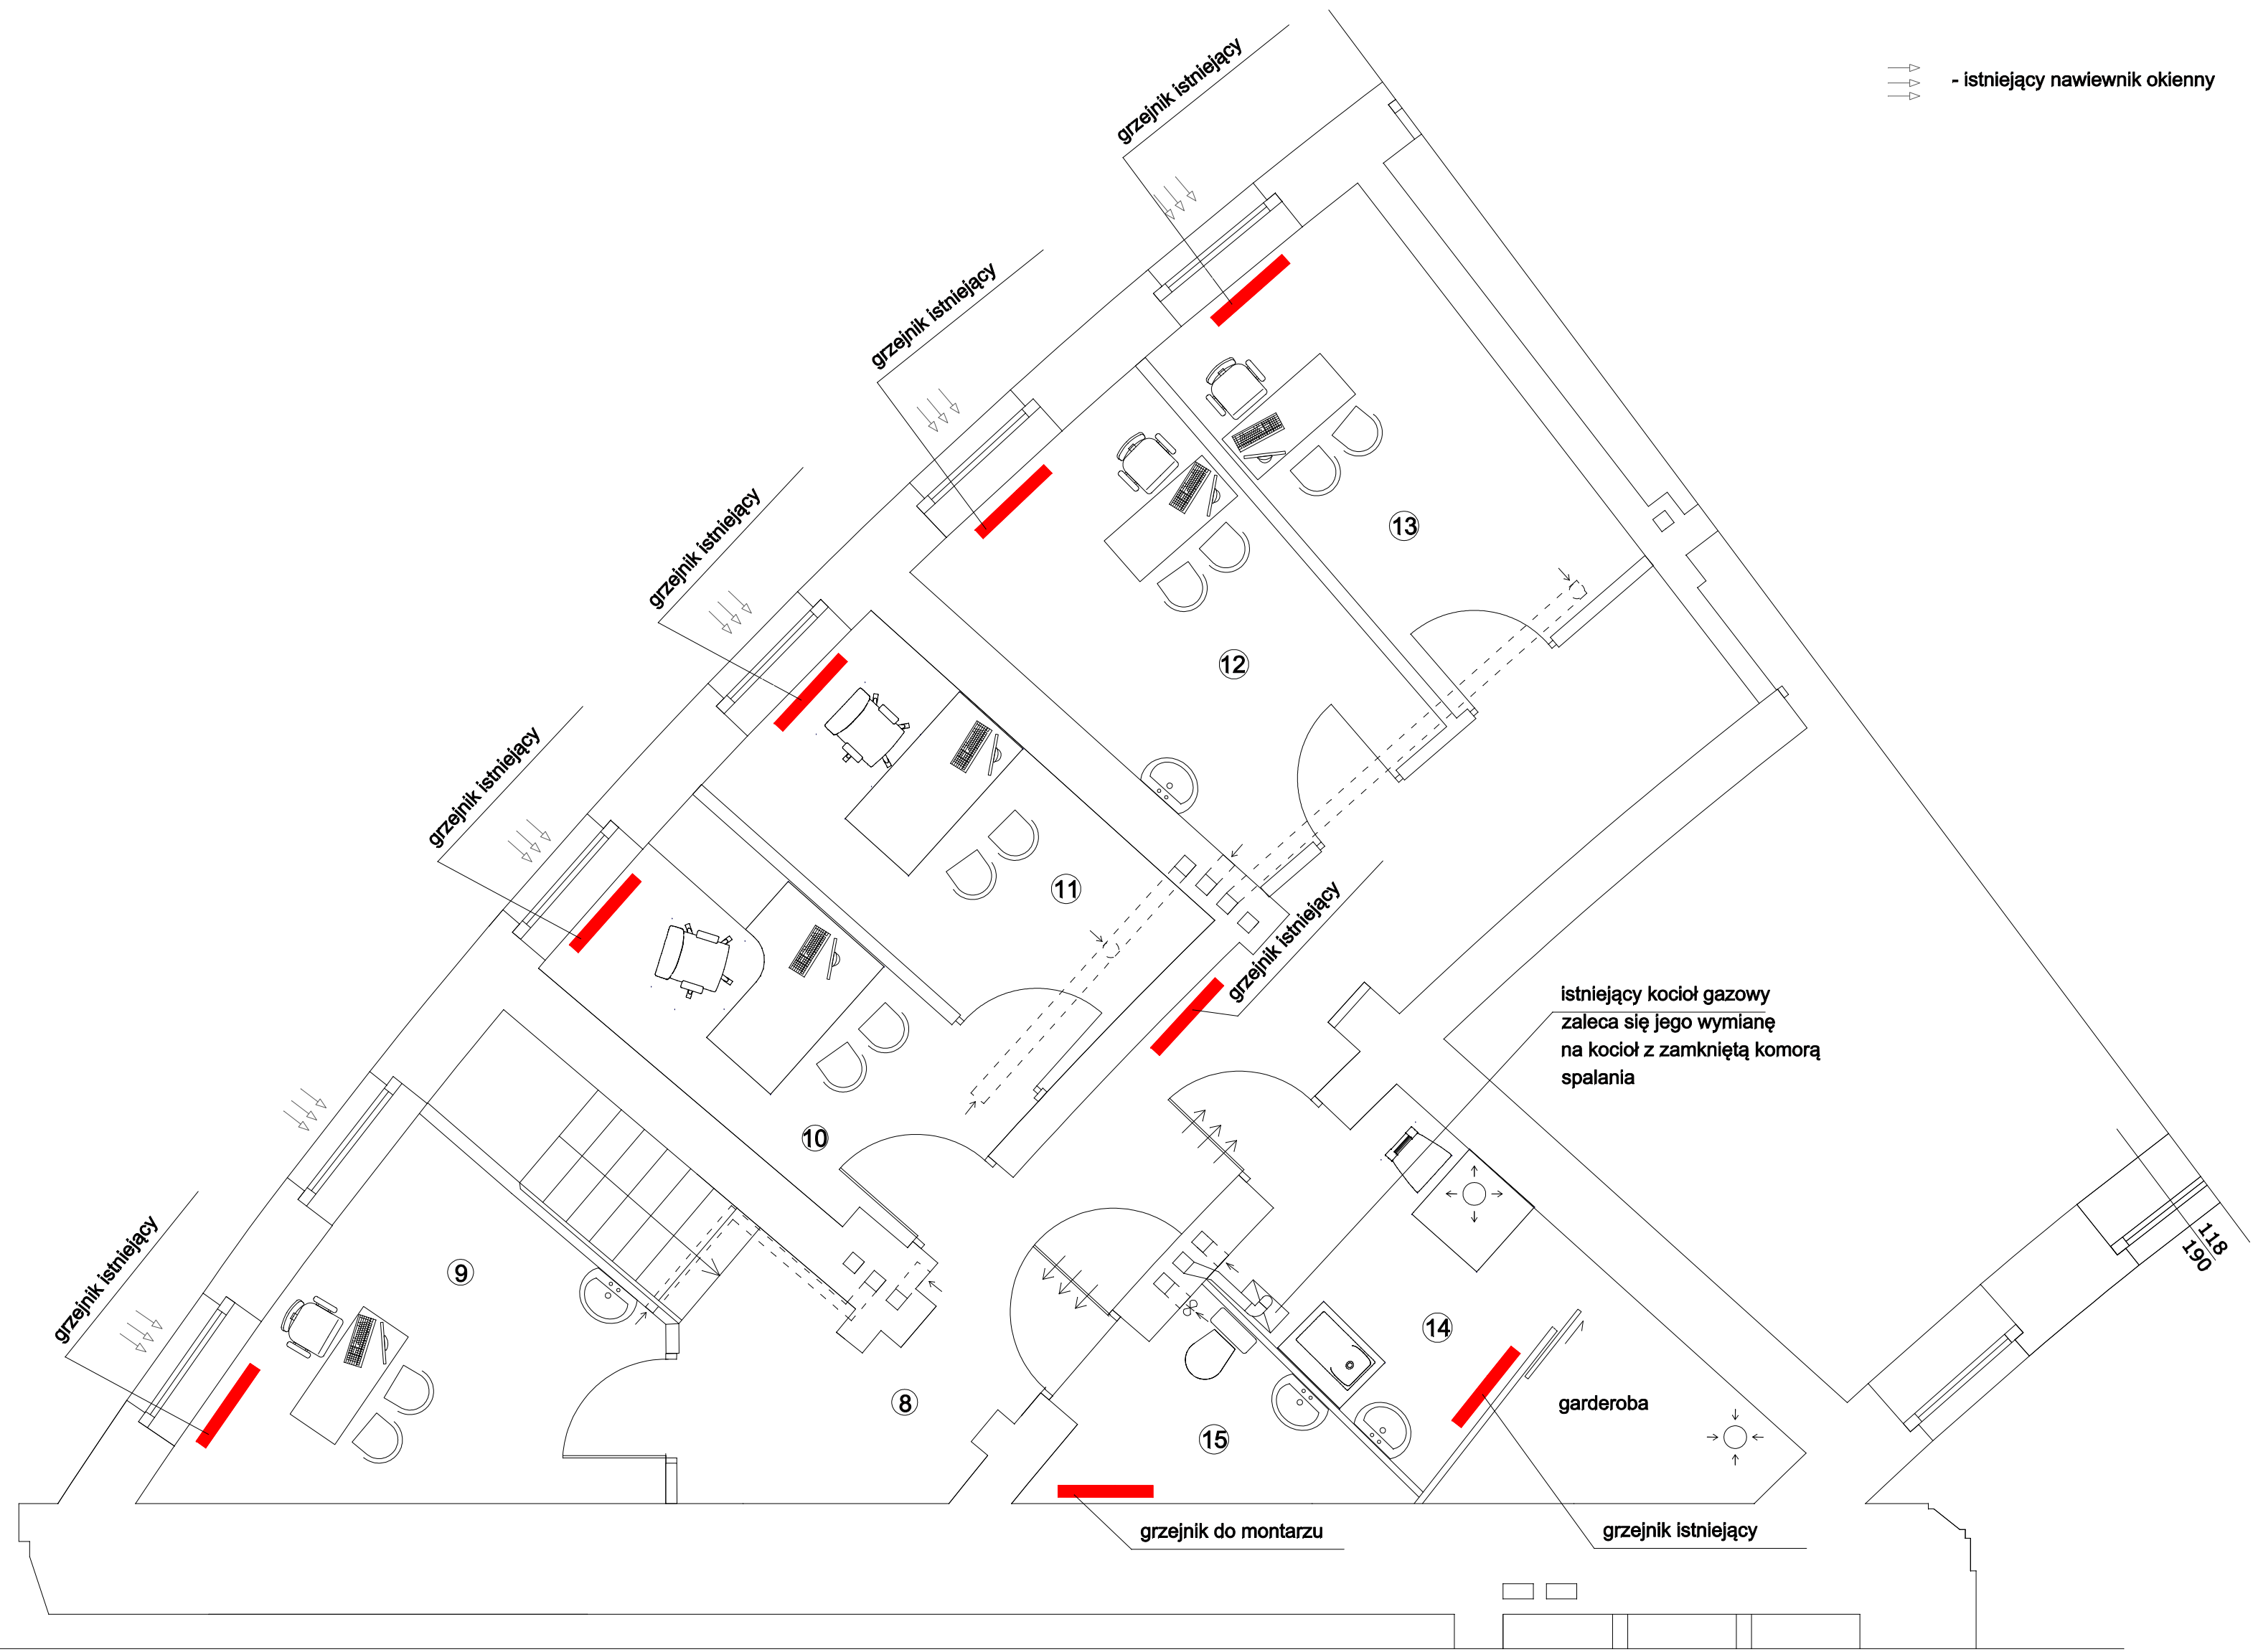 - istniejący nawiewnik okienny
grzejnik istniejący
grzejnik istniejący
grzejnik istniejący
grzejnik istniejący
grzejnik istniejący
grzejnik istniejący
13
12
11
10
9
8
15
14
istniejący kocioł gazowy
zaleca się jego wymianę
na kocioł z zamkniętą komorą
spalania
118
190
garderoba
grzejnik do montarzu
grzejnik istniejący